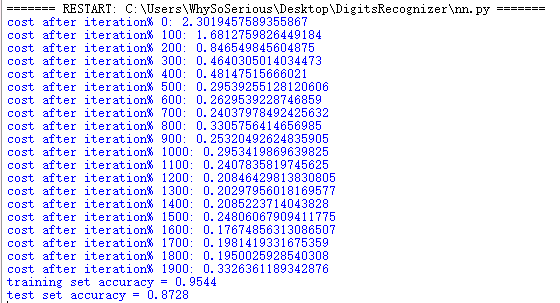 ======= RESTART: C:\Users\WhySoSerious\Desktop\DigitsRecognizer\nn.py =======
cost after iteration% 0: 2.3019457589355867
cost after iteration% 100: 1.6812759826449184
cost after iteration% 200: 0.846549845604875
cost after iteration% 300: 0.4640305014034473
cost after iteration% 400: 0.48147515666021
cost after iteration% 500: 0.29539255128120606
cost after iteration% 600: 0.2629539228746859
cost after iteration% 700: 0.24037978492425632
cost after iteration% 800: 0.3305756414656985
cost after iteration% 900: 0.25320492624835905
cost after iteration% 1000: 0.2953419869639825
cost after iteration% 1100: 0.2407835819745625
cost after iteration% 1200: 0.20846429813830805
cost after iteration% 1300: 0.20297956018169577
cost after iteration% 1400: 0.2085223714043828
cost after iteration% 1500: 0.24806067909411775
cost after iteration% 1600: 0.17674856313086507
cost after iteration% 1700: 0.1981419331675359
cost after iteration% 1800: 0.1950025928540308
cost after iteration% 1900: 0.3326361189342876
training set accuracy = 0.9544
test set accuracy = 0.8728